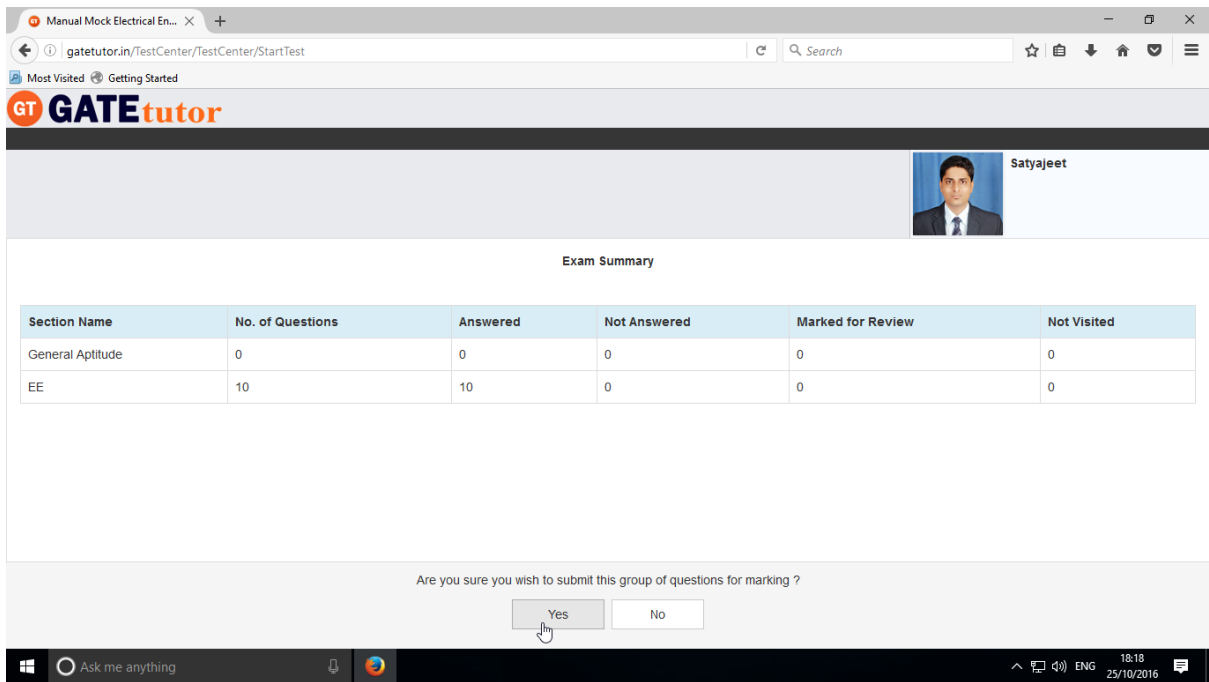 Manual Mock Electrical En...
gatetutor.in/TestCenter/TestCenter/StartTest
Search
Most Visited Getting Started
GT GATEtutor
Satyajeet
Exam Summary
Section Name No. of Questions Answered Not Answered Marked for Review Not Visited
General Aptitude 0 0 0 0 0
EE 10 10 0 0 0
Are you sure you wish to submit this group of questions for marking ?
Yes No
Ask me anything ENG 18:18
25/10/2016